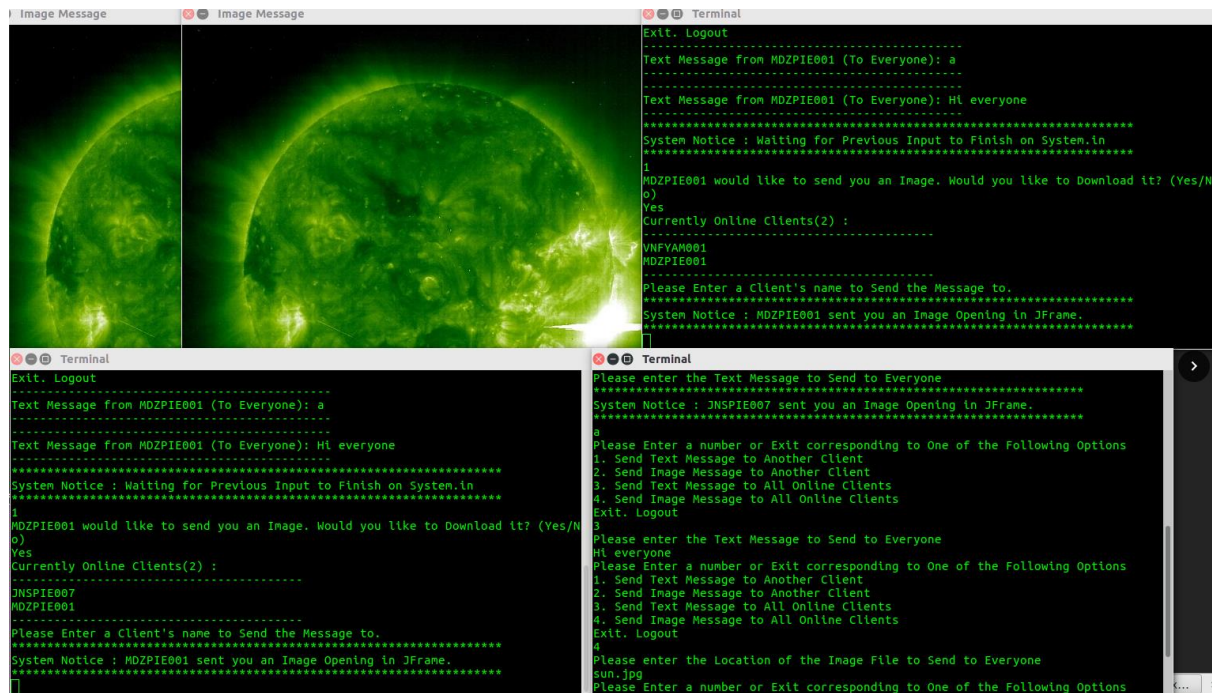 Image Message
Image Message
Terminal
Exit. Logout
--------------------------------------------
Text Message from MDZPIE001 (To Everyone): a
--------------------------------------------
--------------------------------------------
Text Message from MDZPIE001 (To Everyone): Hi everyone
--------------------------------------------
********************************************************************
System Notice : Waiting for Previous Input to Finish on System.in
********************************************************************
1
MDZPIE001 would like to send you an Image. Would you like to Download it? (Yes/N
o)
Yes
Currently Online Clients(2) :
----------------------------------------
VNFYAM001
MDZPIE001
----------------------------------------
Please Enter a Client's name to Send the Message to.
********************************************************************
System Notice : MDZPIE001 sent you an Image Opening in JFrame.
********************************************************************
Terminal
Exit. Logout
--------------------------------------------
Text Message from MDZPIE001 (To Everyone): a
--------------------------------------------
--------------------------------------------
Text Message from MDZPIE001 (To Everyone): Hi everyone
--------------------------------------------
********************************************************************
System Notice : Waiting for Previous Input to Finish on System.in
********************************************************************
1
MDZPIE001 would like to send you an Image. Would you like to Download it? (Yes/N
o)
Yes
Currently Online Clients(2) :
----------------------------------------
JNSPIE007
MDZPIE001
----------------------------------------
Please Enter a Client's name to Send the Message to.
********************************************************************
System Notice : MDZPIE001 sent you an Image Opening in JFrame.
********************************************************************
Terminal
Please enter the Text Message to Send to Everyone
********************************************************************
System Notice : JNSPIE007 sent you an Image Opening in JFrame.
********************************************************************
a
Please Enter a number or Exit corresponding to One of the Following Options
1. Send Text Message to Another Client
2. Send Image Message to Another Client
3. Send Text Message to All Online Clients
4. Send Image Message to All Online Clients
Exit. Logout
3
Please enter the Text Message to Send to Everyone
Hi everyone
Please Enter a number or Exit corresponding to One of the Following Options
1. Send Text Message to Another Client
2. Send Image Message to Another Client
3. Send Text Message to All Online Clients
4. Send Image Message to All Online Clients
Exit. Logout
4
Please enter the Location of the Image File to Send to Everyone
sun.jpg
Please Enter a number or Exit corresponding to One of the Following Options